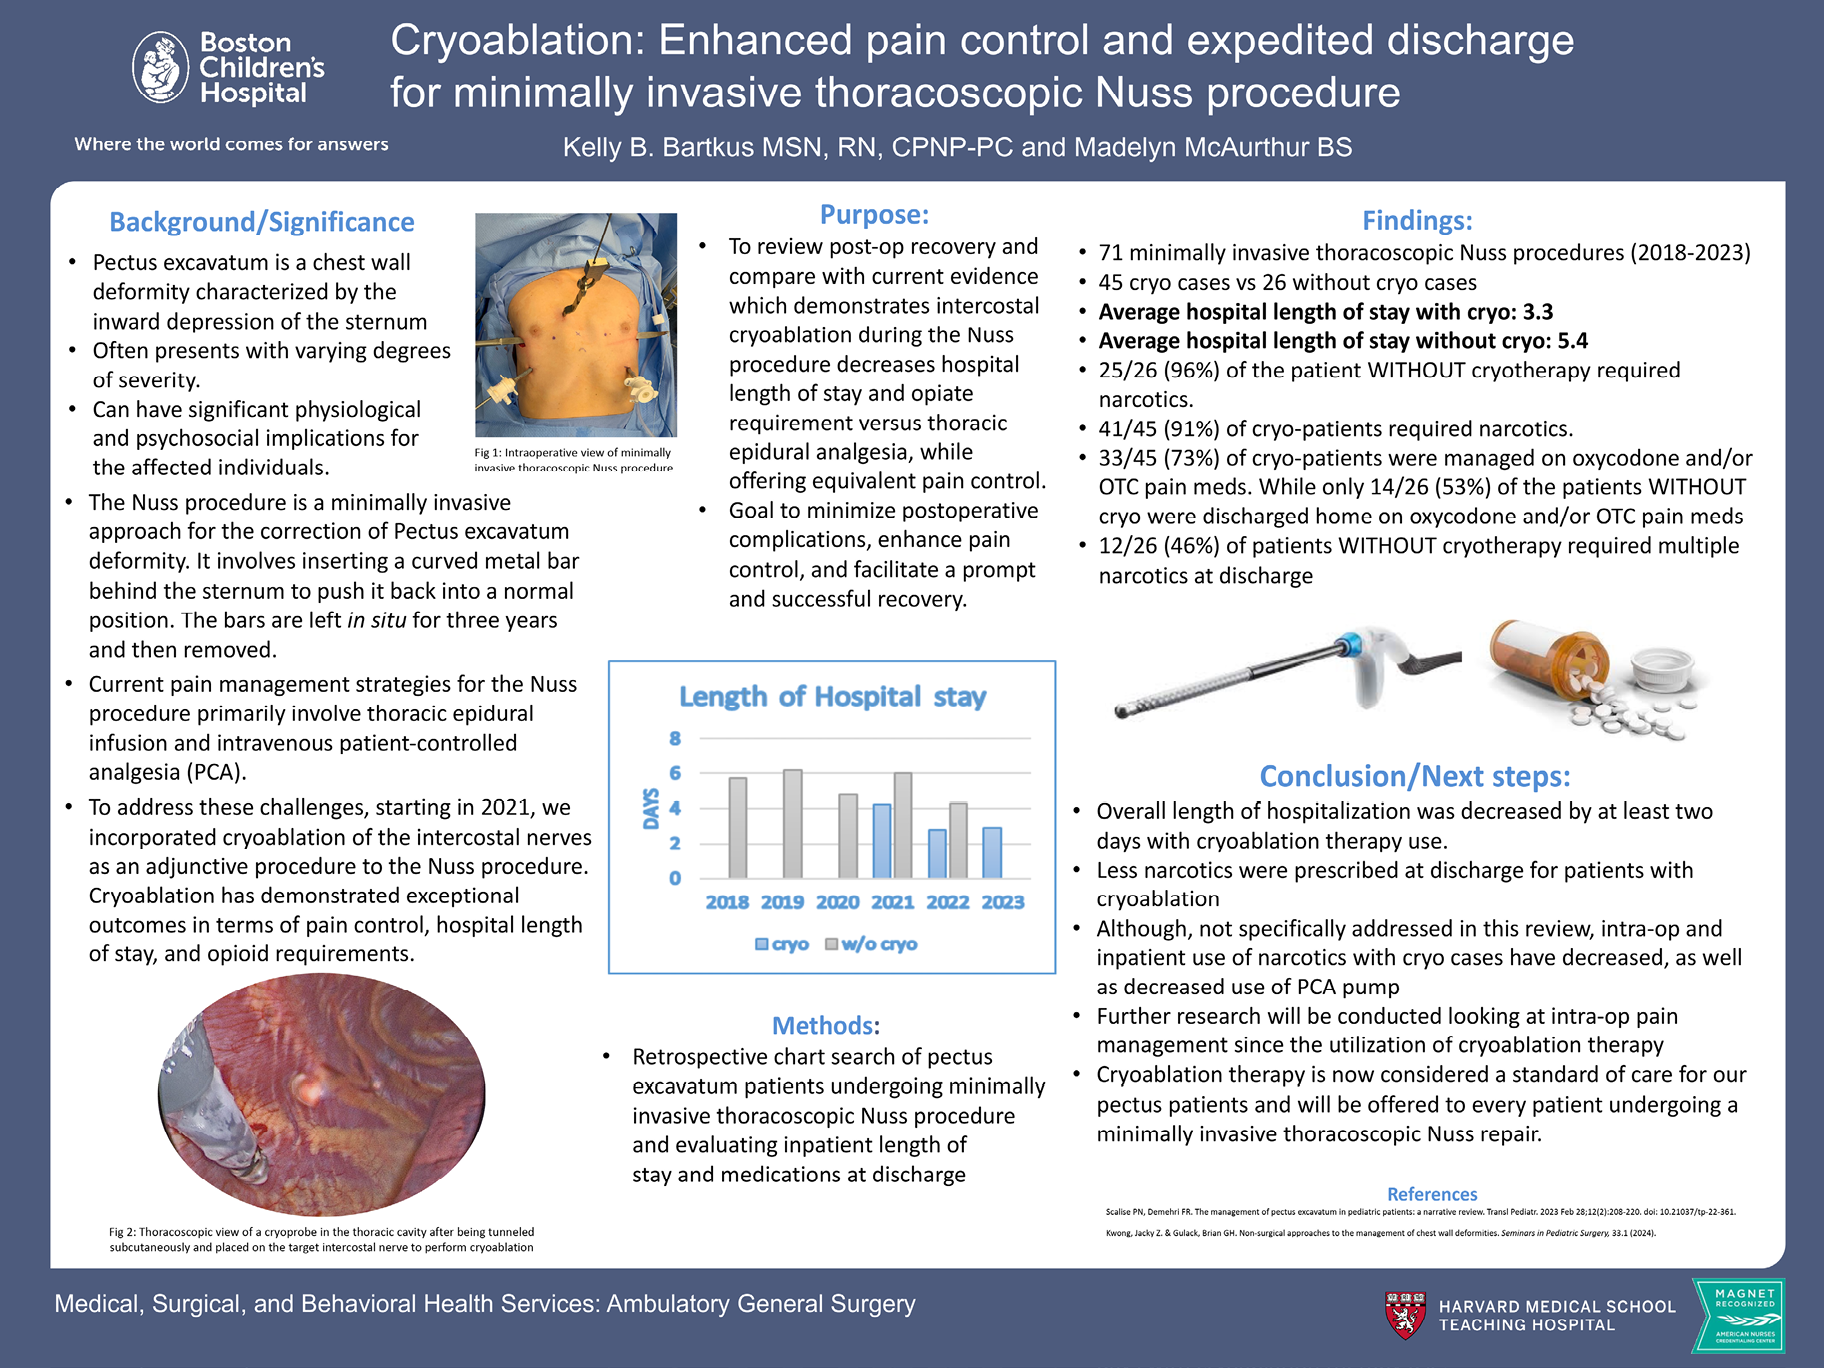 Boston
Children's
Hospital
Where the world comes for answers
Cryoablation: Enhanced pain control and expedited discharge
for minimally invasive thoracoscopic Nuss procedure
Kelly B. Bartkus MSN, RN, CPNP-PC and Madelyn McAurthur BS
Background/Significance
• Pectus excavatum is a chest wall
deformity characterized by the
inward depression of the sternum
• Often presents with varying degrees
of severity.
• Can have significant physiological
and psychosocial implications for
the affected individuals.
Fig 1: Intraoperative view of minimally
invasive thoracoscopic Nuss procedure
• The Nuss procedure is a minimally invasive
approach for the correction of Pectus excavatum
deformity. It involves inserting a curved metal bar
behind the sternum to push it back into a normal
position. The bars are left in situ for three years
and then removed.
• Current pain management strategies for the Nuss
procedure primarily involve thoracic epidural
infusion and intravenous patient-controlled
analgesia (PCA).
• To address these challenges, starting in 2021, we
incorporated cryoablation of the intercostal nerves
as an adjunctive procedure to the Nuss procedure.
Cryoablation has demonstrated exceptional
outcomes in terms of pain control, hospital length
of stay, and opioid requirements.
Fig 2: Thoracoscopic view of a cryoprobe in the thoracic cavity after being tunneled
subcutaneously and placed on the target intercostal nerve to perform cryoablation
Purpose:
• To review post-op recovery and
compare with current evidence
which demonstrates intercostal
cryoablation during the Nuss
procedure decreases hospital
length of stay and opiate
requirement versus thoracic
epidural analgesia, while
offering equivalent pain control.
• Goal to minimize postoperative
complications, enhance pain
control, and facilitate a prompt
and successful recovery.
Length of Hospital stay
DAYS
8
6
4
2
0
2018 2019 2020 2021 2022 2023
cryo w/o cryo
Methods:
• Retrospective chart search of pectus
excavatum patients undergoing minimally
invasive thoracoscopic Nuss procedure
and evaluating inpatient length of
stay and medications at discharge
Findings:
• 71 minimally invasive thoracoscopic Nuss procedures (2018-2023)
• 45 cryo cases vs 26 without cryo cases
• Average hospital length of stay with cryo: 3.3
• Average hospital length of stay without cryo: 5.4
• 25/26 (96%) of the patient WITHOUT cryotherapy required
narcotics.
• 41/45 (91%) of cryo-patients required narcotics.
• 33/45 (73%) of cryo-patients were managed on oxycodone and/or
OTC pain meds. While only 14/26 (53%) of the patients WITHOUT
cryo were discharged home on oxycodone and/or OTC pain meds
• 12/26 (46%) of patients WITHOUT cryotherapy required multiple
narcotics at discharge
Conclusion/Next steps:
• Overall length of hospitalization was decreased by at least two
days with cryoablation therapy use.
• Less narcotics were prescribed at discharge for patients with
cryoablation
• Although, not specifically addressed in this review, intra-op and
inpatient use of narcotics with cryo cases have decreased, as well
as decreased use of PCA pump
• Further research will be conducted looking at intra-op pain
management since the utilization of cryoablation therapy
• Cryoablation therapy is now considered a standard of care for our
pectus patients and will be offered to every patient undergoing a
minimally invasive thoracoscopic Nuss repair.
References
Scalise PN, Demehri FR. The management of pectus excavatum in pediatric patients: a narrative review. Transl Pediatr. 2023 Feb 28;12(2):208-220. doi: 10.21037/tp-22-361.
Kwong, Jacky Z. & Gulack, Brian GH. Non-surgical approaches to the management of chest wall deformities. Seminars in Pediatric Surgery, 33.1 (2024).
Medical, Surgical, and Behavioral Health Services: Ambulatory General Surgery
HARVARD MEDICAL SCHOOL
TEACHING HOSPITAL
MAGNET
RECOGNIZED
AMERICAN NURSES
CREDENTIALING CENTER